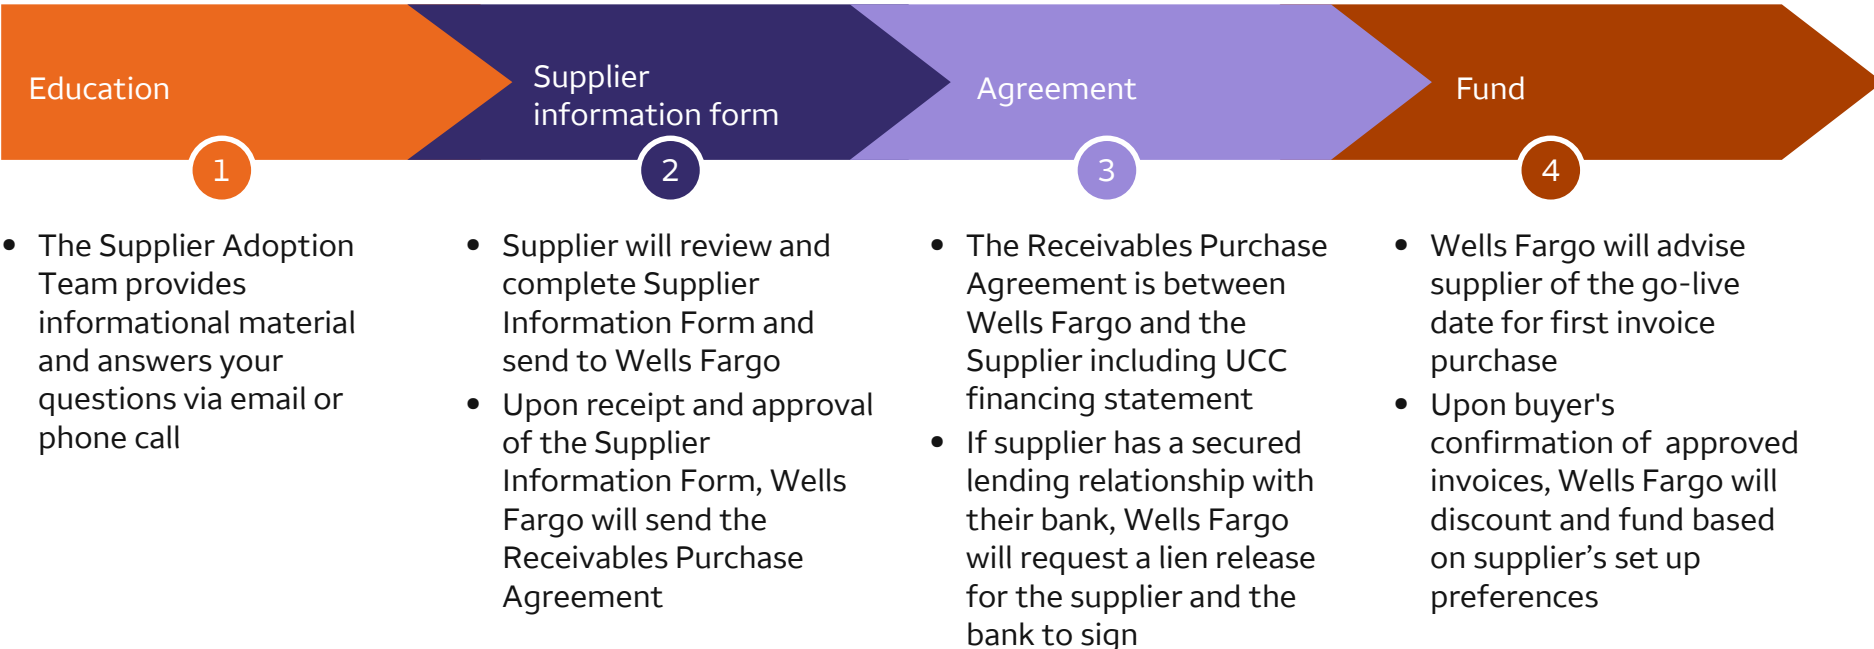 Education
Supplier
information form
Agreement
Fund
1
2
3
4
• The Supplier Adoption
Team provides
informational material
and answers your
questions via email or
phone call
• Supplier will review and
complete Supplier
Information Form and
send to Wells Fargo
• Upon receipt and approval
of the Supplier
Information Form, Wells
Fargo will send the
Receivables Purchase
Agreement
• The Receivables Purchase
Agreement is between
Wells Fargo and the
Supplier including UCC
financing statement
• If supplier has a secured
lending relationship with
their bank, Wells Fargo
will request a lien release
for the supplier and the
bank to sign
• Wells Fargo will advise
supplier of the go-live
date for first invoice
purchase
• Upon buyer's
confirmation of  approved
invoices, Wells Fargo will
discount and fund based
on supplier’s set up
preferences